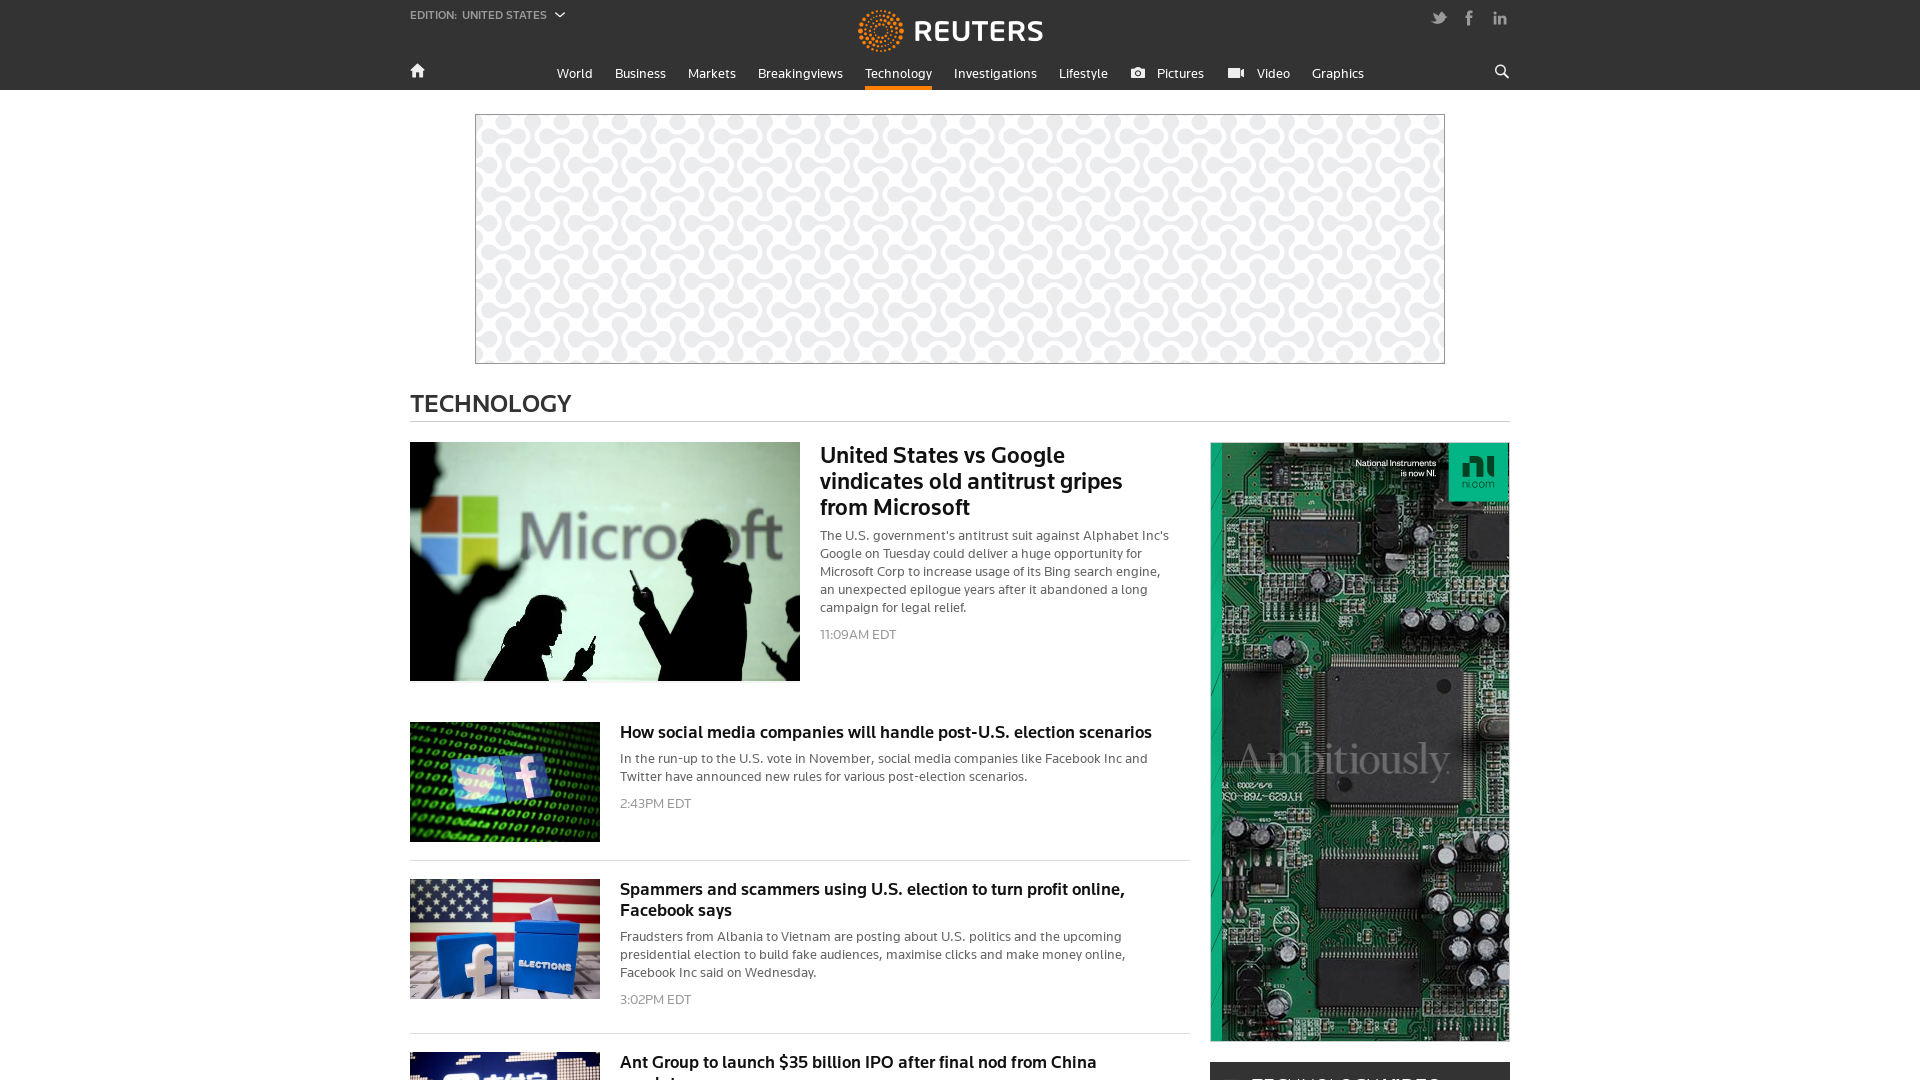 EDITION: UNITED STATES
REUTERS
World Business Markets Breakingviews Technology Investigations Lifestyle Pictures Video Graphics
TECHNOLOGY
Microsoft
United States vs Google
vindicates old antitrust gripes
from Microsoft
The U.S. government's antitrust suit against Alphabet Inc's
Google on Tuesday could deliver a huge opportunity for
Microsoft Corp to increase usage of its Bing search engine,
an unexpected epilogue years after it abandoned a long
campaign for legal relief.
11:09AM EDT
National Instruments
is now NI.
ni
ni.com
Ambitiously.
HY629-768-OSO
How social media companies will handle post-U.S. election scenarios
In the run-up to the U.S. vote in November, social media companies like Facebook Inc and
Twitter have announced new rules for various post-election scenarios.
2:43PM EDT
ELECTIONS
Spammers and scammers using U.S. election to turn profit online,
Facebook says
Fraudsters from Albania to Vietnam are posting about U.S. politics and the upcoming
presidential election to build fake audiences, maximise clicks and make money online,
Facebook Inc said on Wednesday.
3:02PM EDT
Ant Group to launch $35 billion IPO after final nod from China